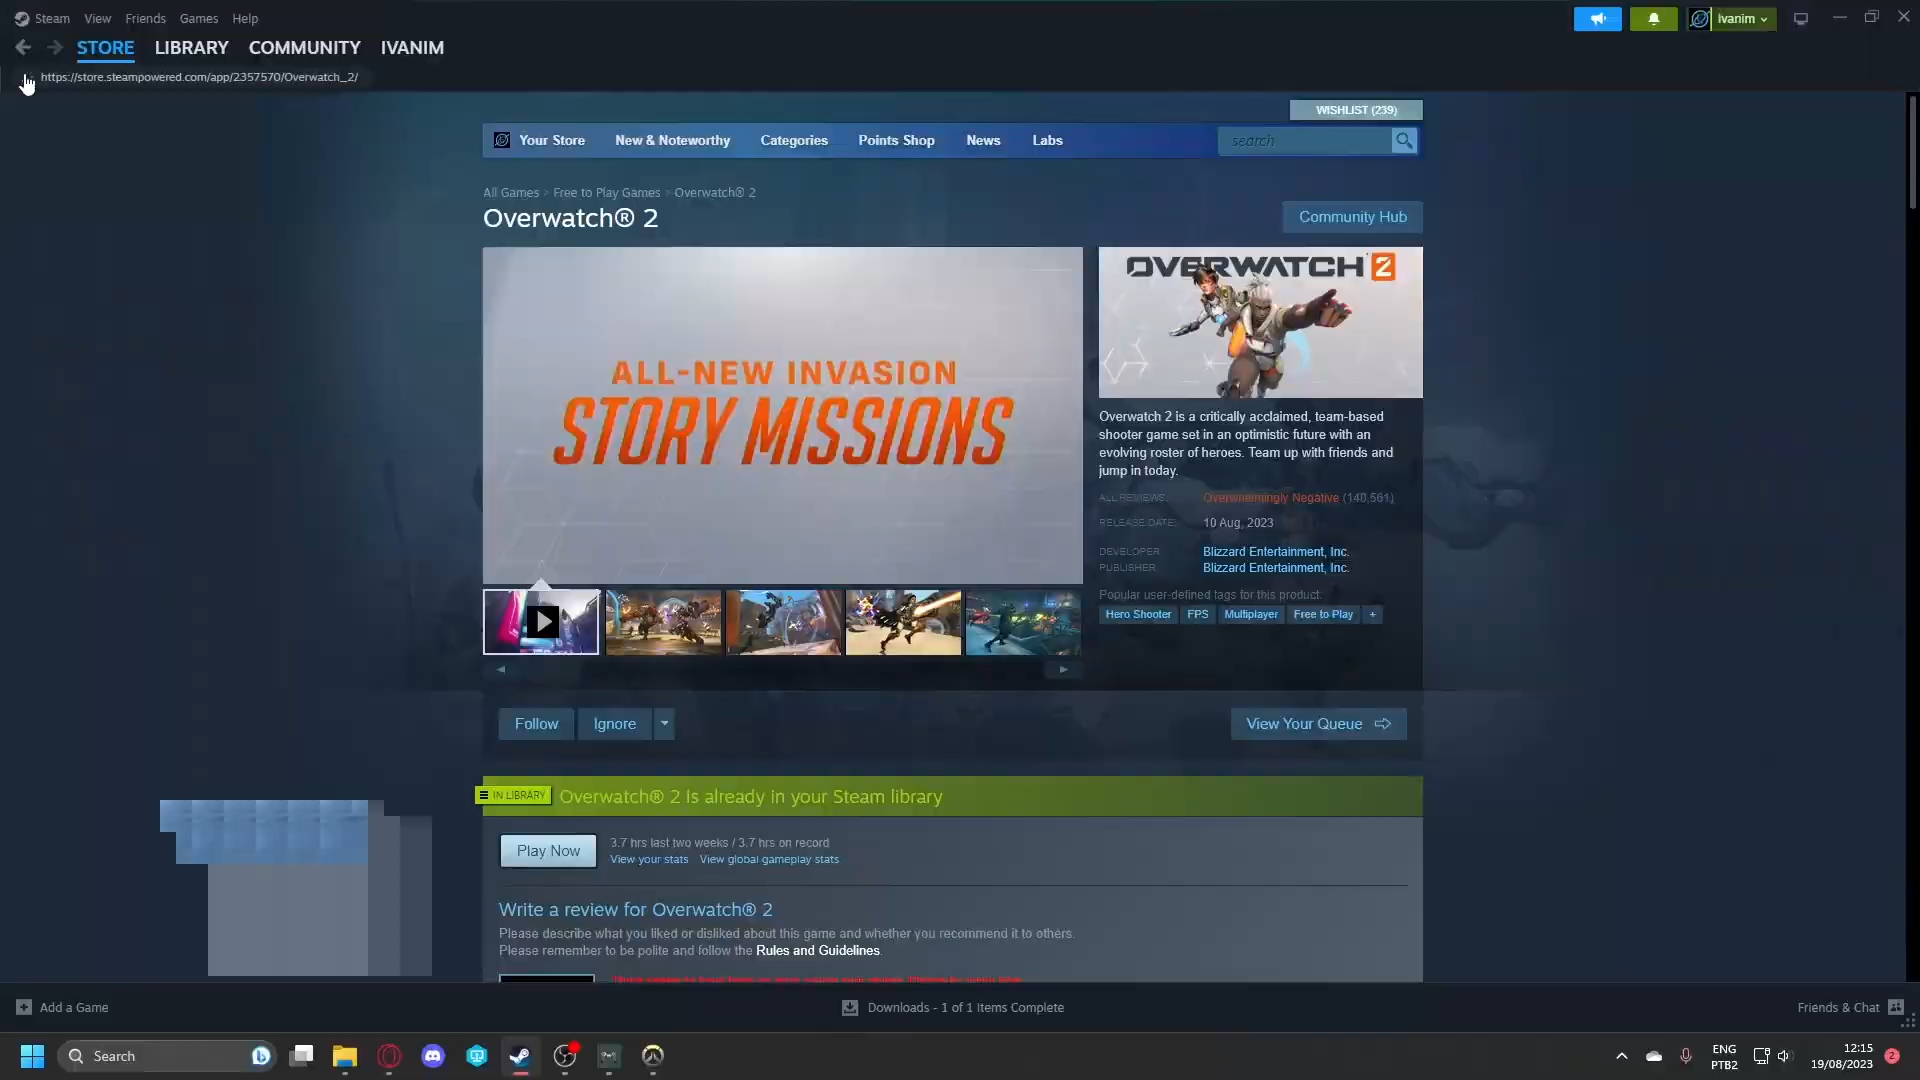 Steam View Friends Games Help
Ivanim
STORE LIBRARY COMMUNITY IVANIM
https://store.steampowered.com/app/2357570/Overwatch_2/
WISHLIST (239)
Your Store New & Noteworthy Categories Points Shop News Labs
search
All Games > Free to Play Games > Overwatch® 2
Overwatch® 2
Community Hub
ALL-NEW INVASION
STORY MISSIONS
OVERWATCH 2
Overwatch 2 is a critically acclaimed, team-based
shooter game set in an optimistic future with an
evolving roster of heroes. Team up with friends and
jump in today.
ALL REVIEWS: Overwhelmingly Negative (140,561)
RELEASE DATE: 10 Aug, 2023
DEVELOPER: Blizzard Entertainment, Inc.
PUBLISHER: Blizzard Entertainment, Inc.
Popular user-defined tags for this product:
Hero Shooter FPS Multiplayer Free to Play +
Follow Ignore
View Your Queue
IN LIBRARY Overwatch® 2 is already in your Steam library
Play Now
3.7 hrs last two weeks / 3.7 hrs on record
View your stats View global gameplay stats
Write a review for Overwatch® 2
Please describe what you liked or disliked about this game and whether you recommend it to others.
Please remember to be polite and follow the Rules and Guidelines.
Add a Game
Downloads - 1 of 1 Items Complete
Friends & Chat
Search
ENG
PTB2
12:15
19/08/2023
2